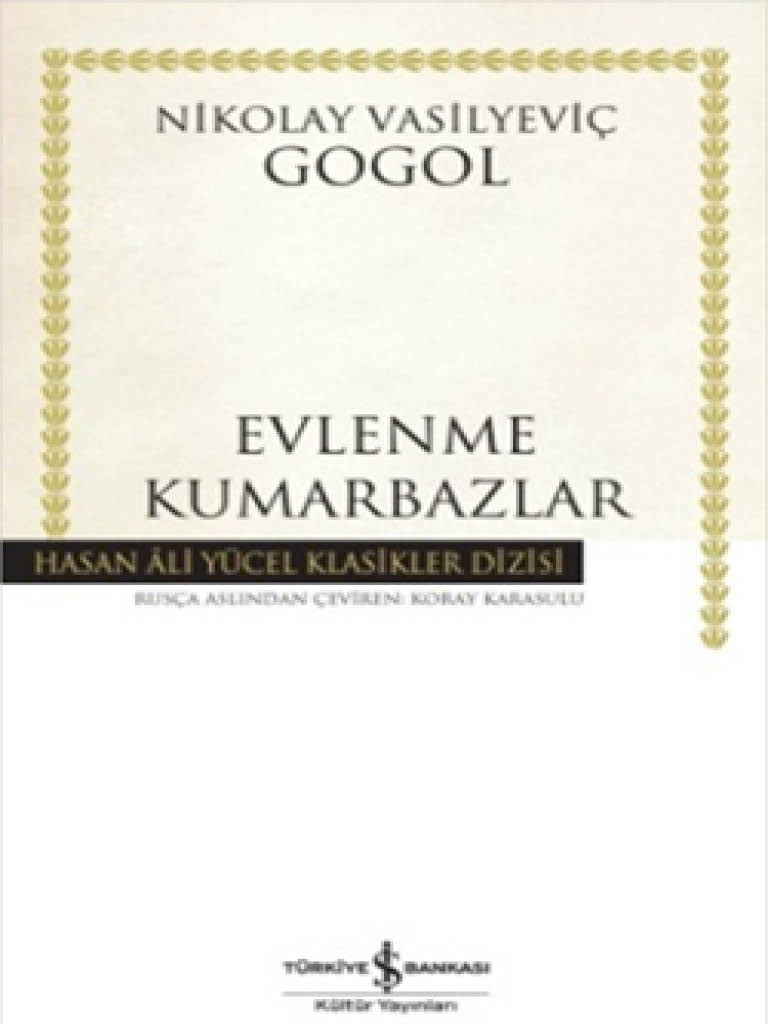 NİKOLAY VASİLYEVİÇ
GOGOL
EVLENME
KUMARBAZLAR
HASAN ÂLİ YÜCEL KLASİKLER DİZİSİ
RUSÇA ASLINDAN ÇEVİREN: KORAY KARASULU
TÜRKİYE İŞ BANKASI
Kültür Yayınları